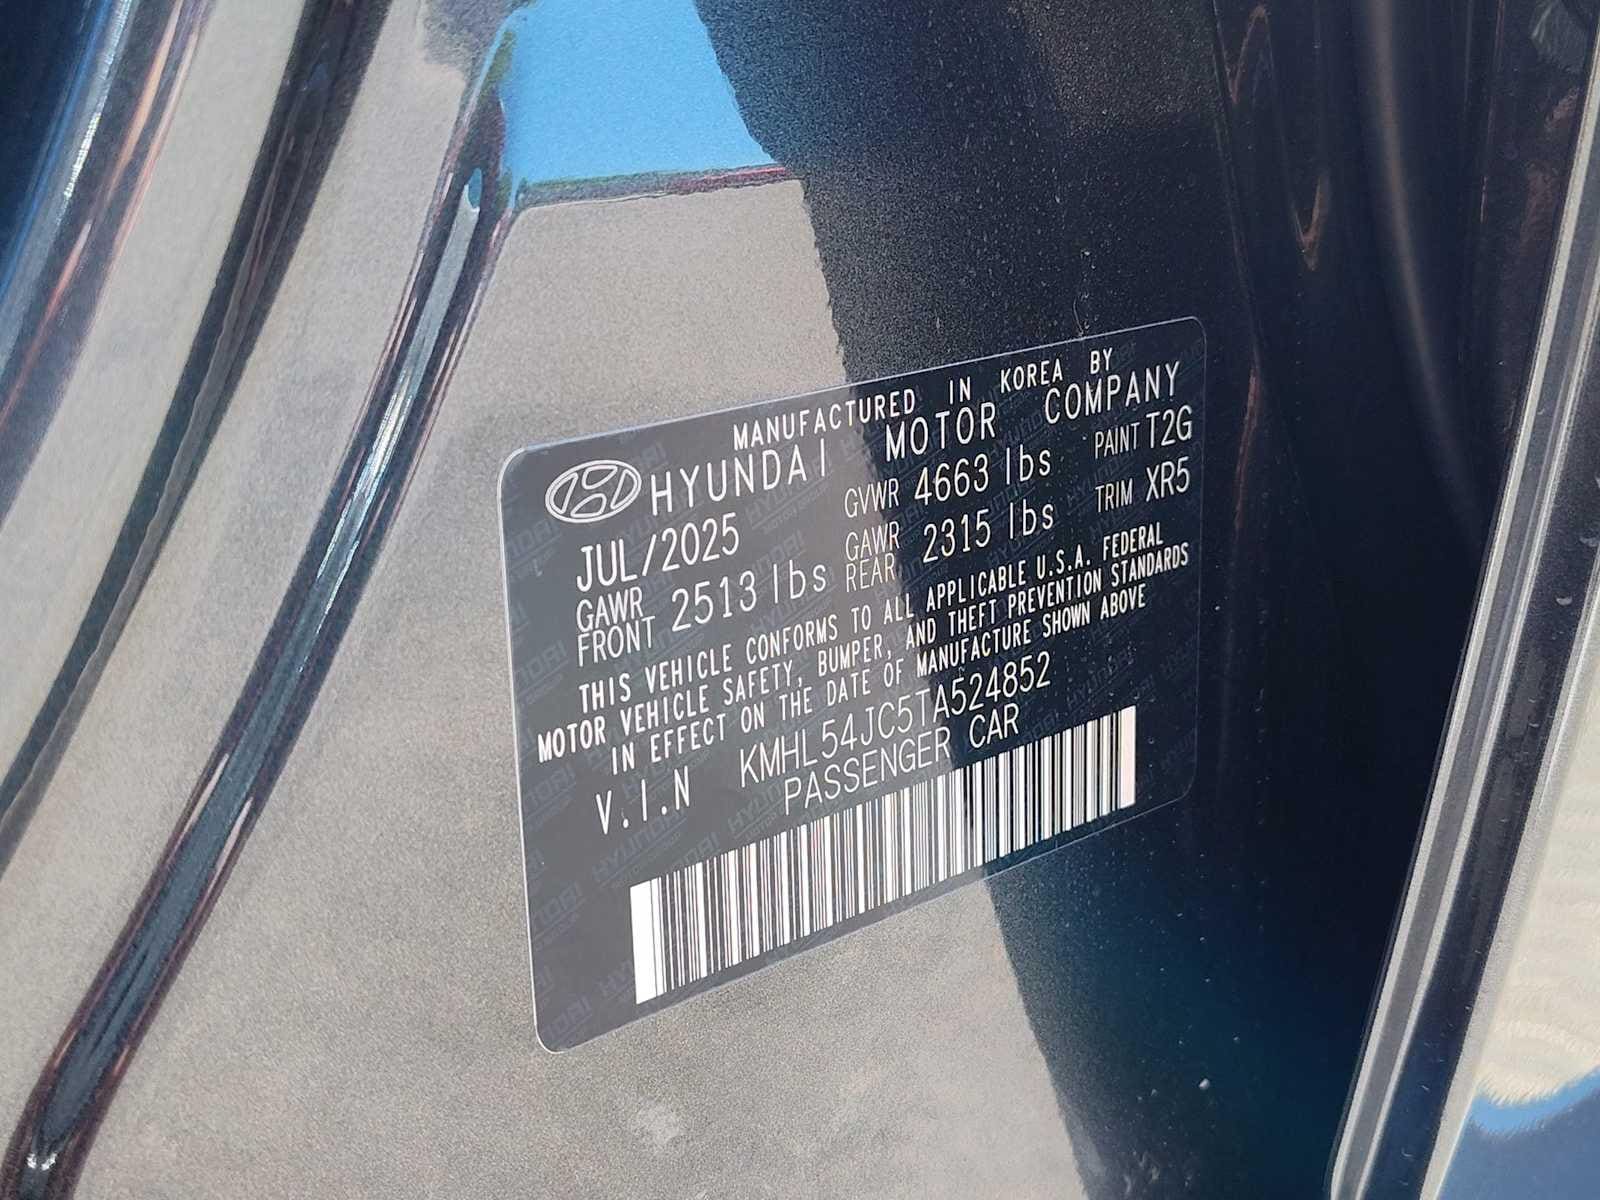 MANUFACTURED IN KOREA BY
HYUNDAI MOTOR COMPANY
JUL/2025 GVWR 4663 lbs PAINT T2G
GAWR FRONT 2513 lbs GAWR REAR 2315 lbs TRIM XR5
THIS VEHICLE CONFORMS TO ALL APPLICABLE U.S.A. FEDERAL
MOTOR VEHICLE SAFETY, BUMPER, AND THEFT PREVENTION STANDARDS
IN EFFECT ON THE DATE OF MANUFACTURE SHOWN ABOVE
V.I.N KMHL54JC5TA524852
PASSENGER CAR